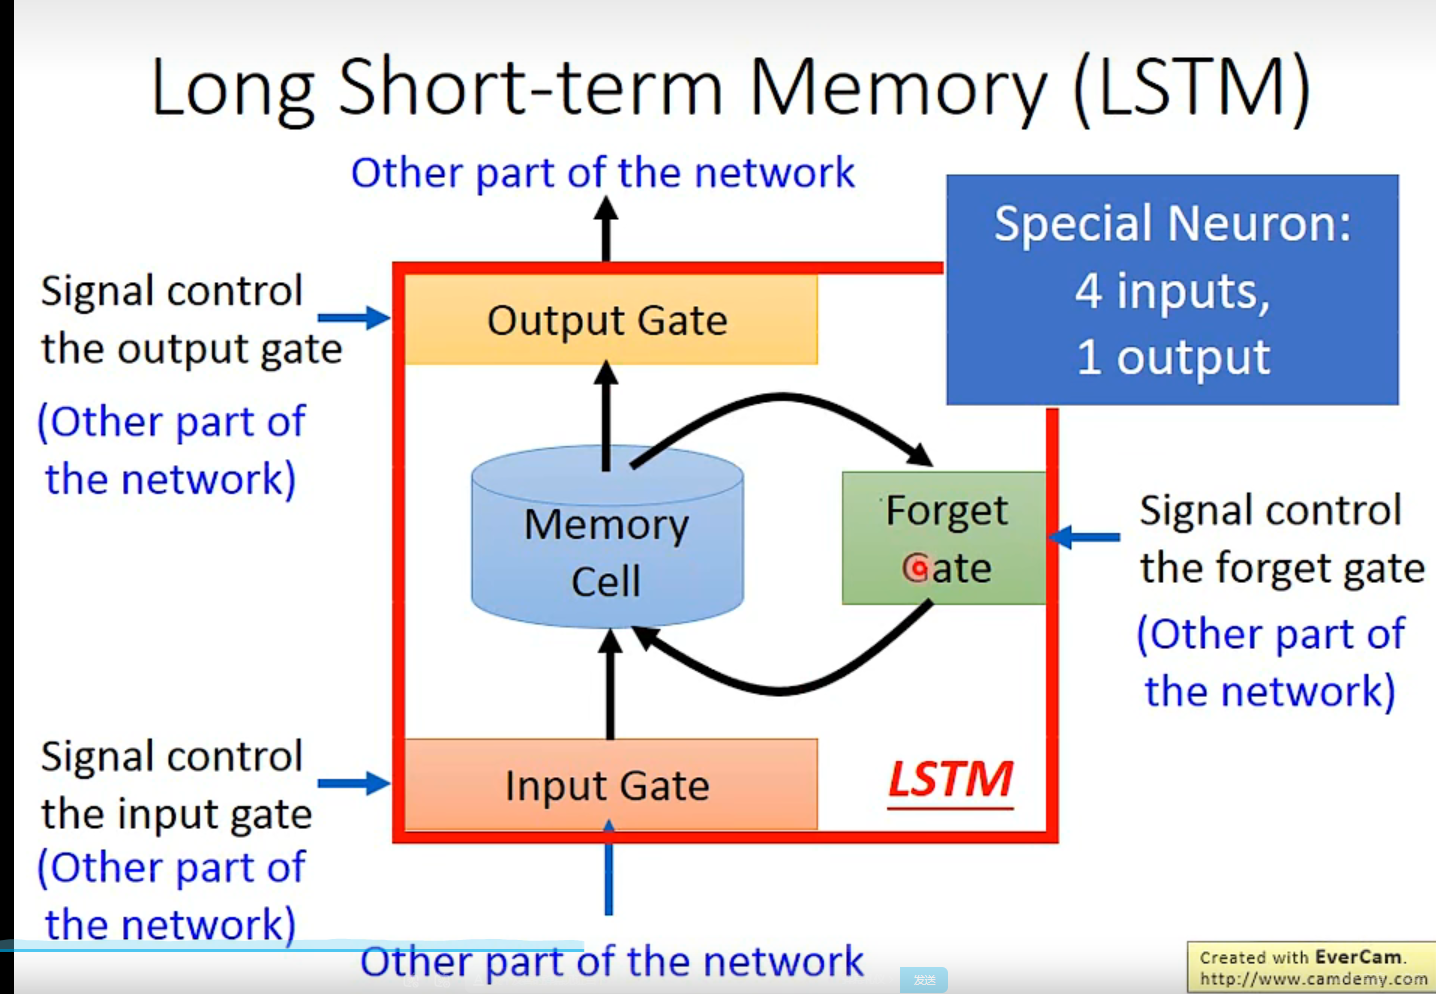 Long Short-term Memory (LSTM)
Other part of the network
Special Neuron:
4 inputs,
1 output
Signal control
the output gate
(Other part of
the network)
Output Gate
Memory
Cell
Forget
Gate
Signal control
the forget gate
(Other part of
the network)
Signal control
the input gate
(Other part of
the network)
Input Gate
LSTM
Other part of the network
发送
Created with EverCam.
http://www.camdemy.com